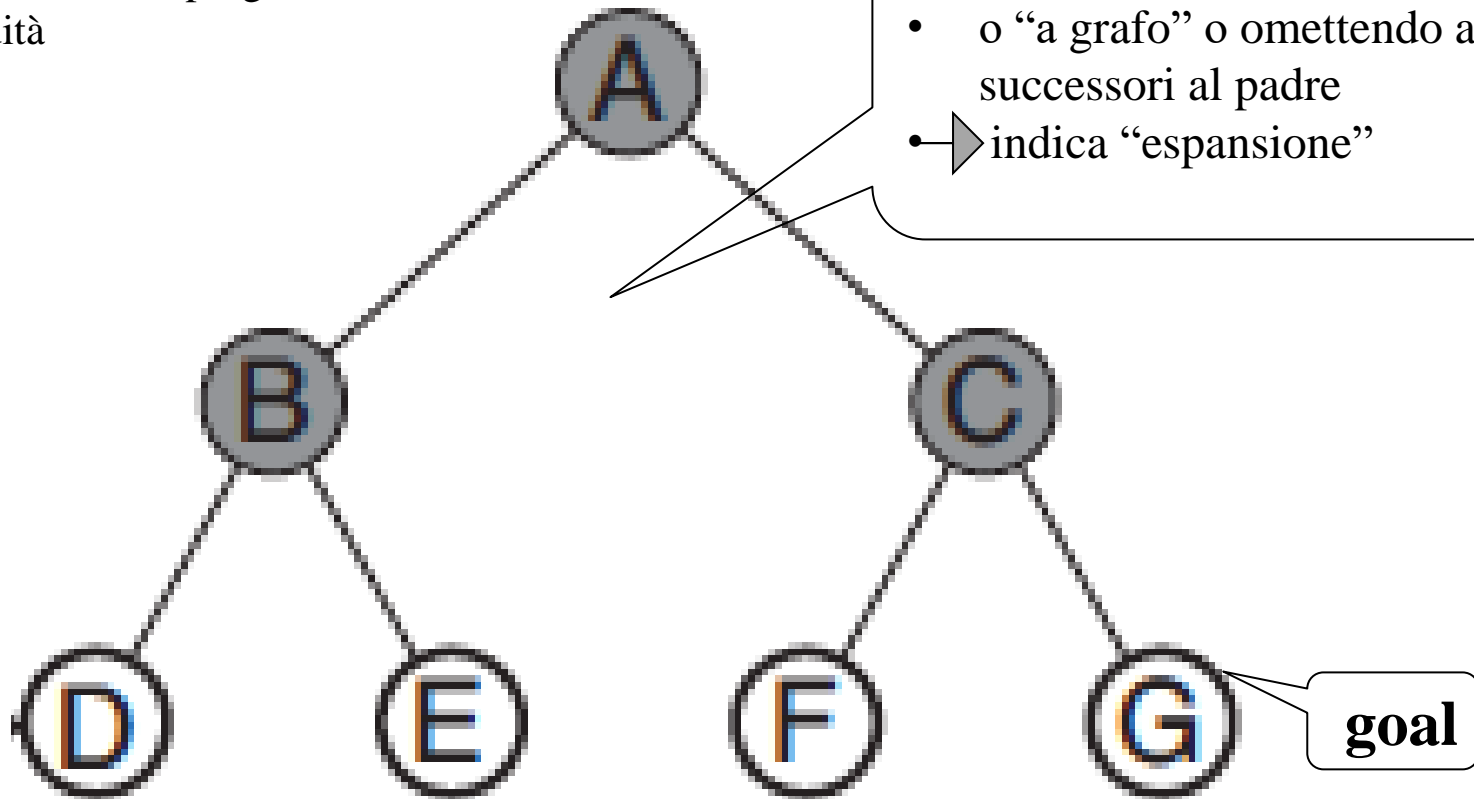 ità
• o “a grafo” o omettendo a
successori al padre
• indica “espansione”
A
B C
D E F G
goal